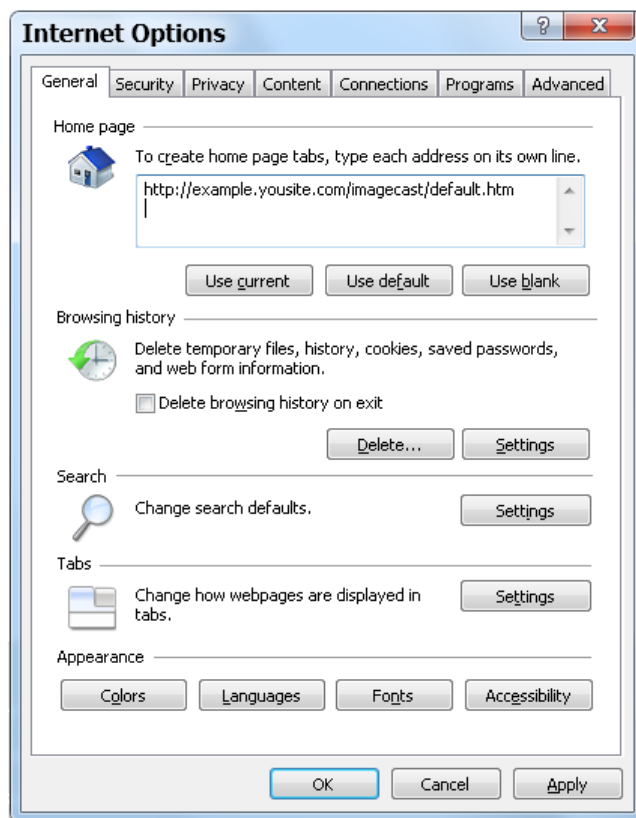 Internet Options
General Security Privacy Content Connections Programs Advanced
Home page
To create home page tabs, type each address on its own line.
http://example.yousite.com/imagecast/default.htm
Use current Use default Use blank
Browsing history
Delete temporary files, history, cookies, saved passwords,
and web form information.
Delete browsing history on exit
Delete... Settings
Search
Change search defaults.
Settings
Tabs
Change how webpages are displayed in
tabs.
Settings
Appearance
Colors Languages Fonts Accessibility
OK Cancel Apply